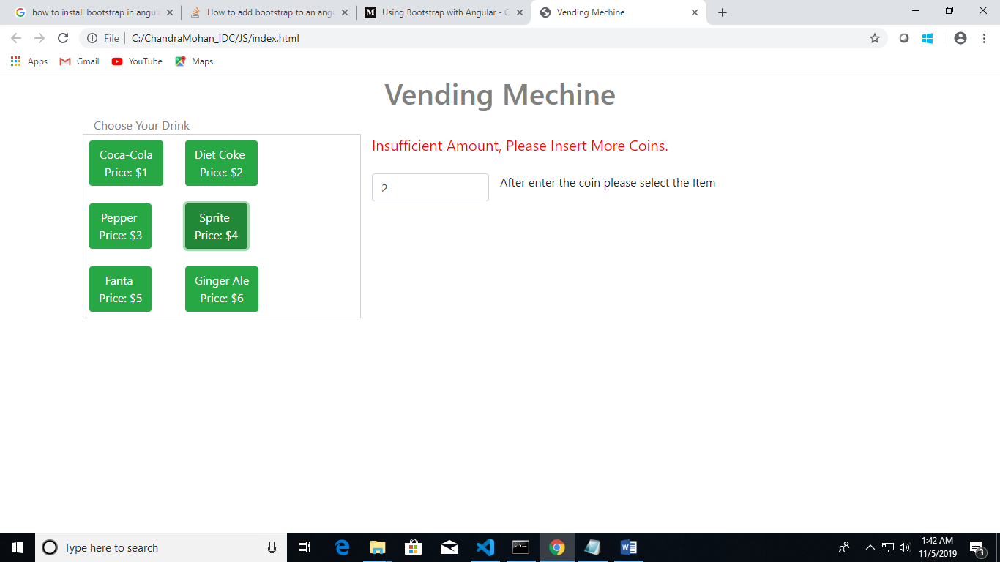 how to install bootstrap in angula
How to add bootstrap to an angu
Using Bootstrap with Angular - C
Vending Mechine
File
C:/ChandraMohan_IDC/JS/index.html
Apps
Gmail
YouTube
Maps
Vending Mechine
Choose Your Drink
Coca-Cola
Price: $1
Diet Coke
Price: $2
Pepper
Price: $3
Sprite
Price: $4
Fanta
Price: $5
Ginger Ale
Price: $6
Insufficient Amount, Please Insert More Coins.
2
After enter the coin please select the Item
Type here to search
1:42 AM
11/5/2019
3